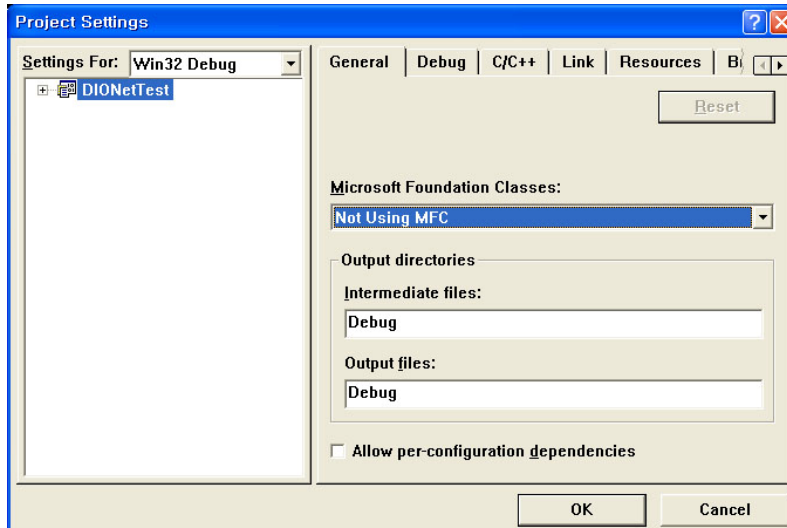 Project Settings
Settings For: Win32 Debug
DIONetTest
General Debug C/C++ Link Resources
Reset
Microsoft Foundation Classes:
Not Using MFC
Output directories
Intermediate files:
Debug
Output files:
Debug
Allow per-configuration dependencies
OK Cancel